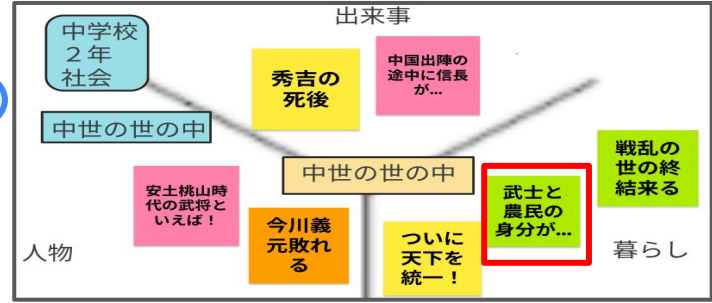 出来事
中学校
２年
社会
中世の世の中
秀吉の
死後
中国出陣の
途中に信長
が...
中世の世の中
安土桃山時
代の武将と
いえば！
今川義
元敗れ
る
ついに
天下を
統一！
武士と
農民の
身分が...
戦乱の
世の終
結来る
人物
暮らし